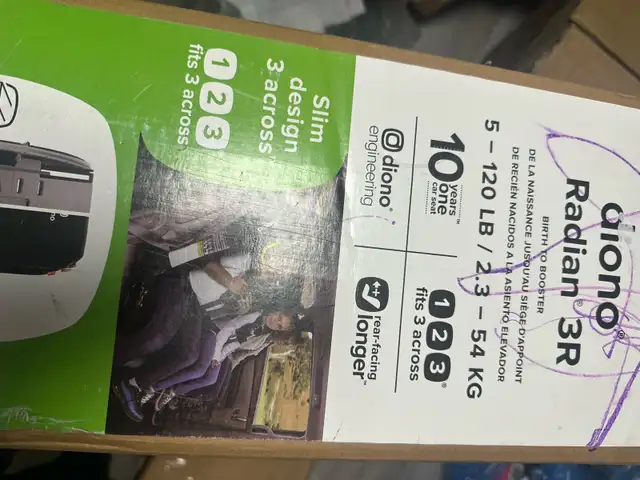 diono®
Radian® 3R
BIRTH TO BOOSTER
DE LA NAISSANCE JUSQU'AU SIÈGE D'APPOINT
DE RECIÉN NACIDOS A LA ASIENTO ELEVADOR
5 – 120 LB / 2.3 – 54 KG
10 years
one
car seat™
1 2 3®
fits 3 across
diono®
engineering
rear-facing
longer™
Slim
design
3 across
1 2 3
fits 3 across